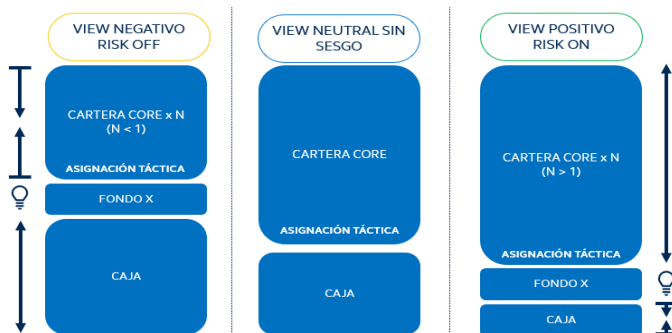 VIEW NEGATIVO
RISK OFF
CARTERA CORE x N
(N < 1)
ASIGNACIÓN TÁCTICA
FONDO X
CAJA
VIEW NEUTRAL SIN
SESGO
CARTERA CORE
ASIGNACIÓN TÁCTICA
CAJA
VIEW POSITIVO
RISK ON
CARTERA CORE x N
(N > 1)
ASIGNACIÓN TÁCTICA
FONDO X
CAJA